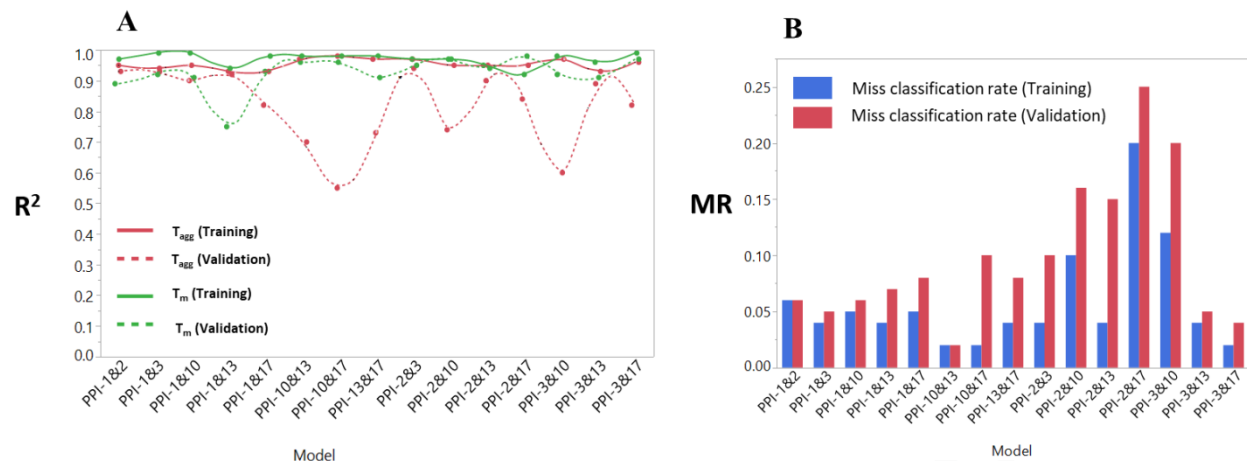 A
1.0
0.9
0.8
0.7
0.6
0.5
0.4
0.3
0.2
0.1
0.0
R²
Tagg (Training)
Tagg (Validation)
Tm (Training)
Tm (Validation)
PPI-1&2
PPI-1&3
PPI-1&10
PPI-1&13
PPI-1&17
PPI-10&13
PPI-10&17
PPI-13&17
PPI-2&3
PPI-2&10
PPI-2&13
PPI-2&17
PPI-3&10
PPI-3&13
PPI-3&17
Model
B
0.25
0.20
0.15
0.10
0.05
0.00
MR
Miss classification rate (Training)
Miss classification rate (Validation)
PPI-1&2
PPI-1&3
PPI-1&10
PPI-1&13
PPI-1&17
PPI-10&13
PPI-10&17
PPI-13&17
PPI-2&3
PPI-2&10
PPI-2&13
PPI-2&17
PPI-3&10
PPI-3&13
PPI-3&17
Model